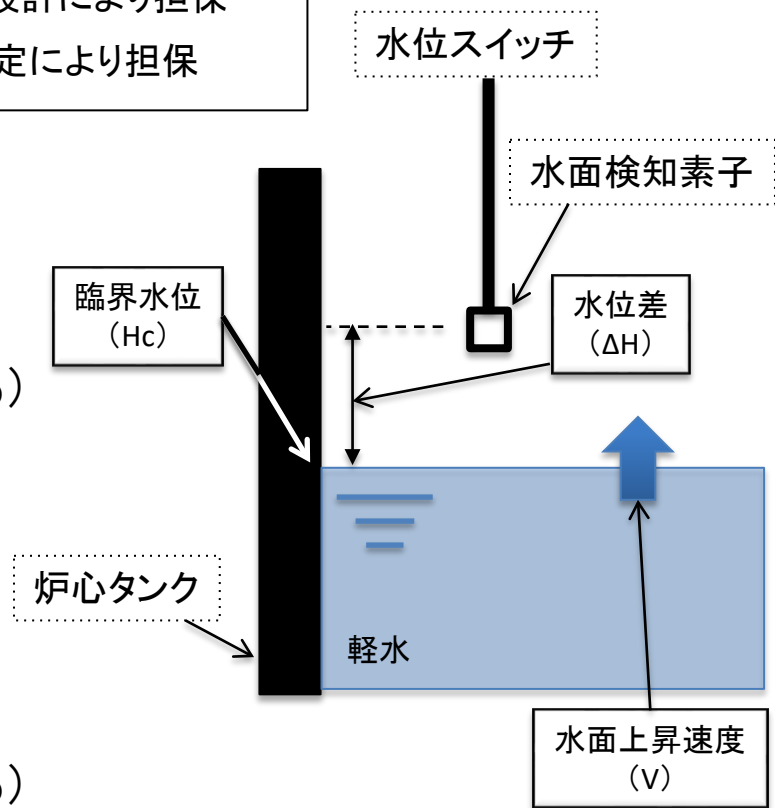 設計により担保
定により担保
水位スイッチ
水面検知素子
臨界水位
（Hc）
水位差
（ΔH）
）
炉心タンク
軽水
水面上昇速度
（V）
）